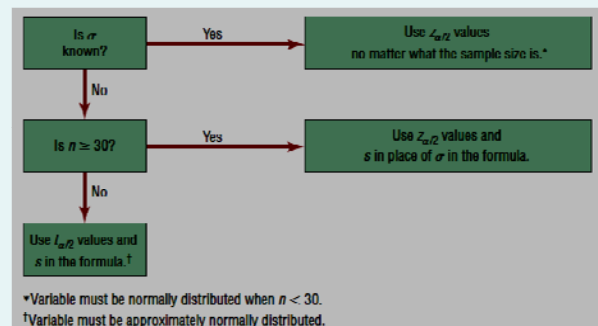 Is σ
known?
Yes
Use zα/2 values
no matter what the sample size is.*
No
Is n ≥ 30?
Yes
Use zα/2 values and
s in place of σ in the formula.
No
Use tα/2 values and
s in the formula.†
*Variable must be normally distributed when n < 30.
†Variable must be approximately normally distributed.